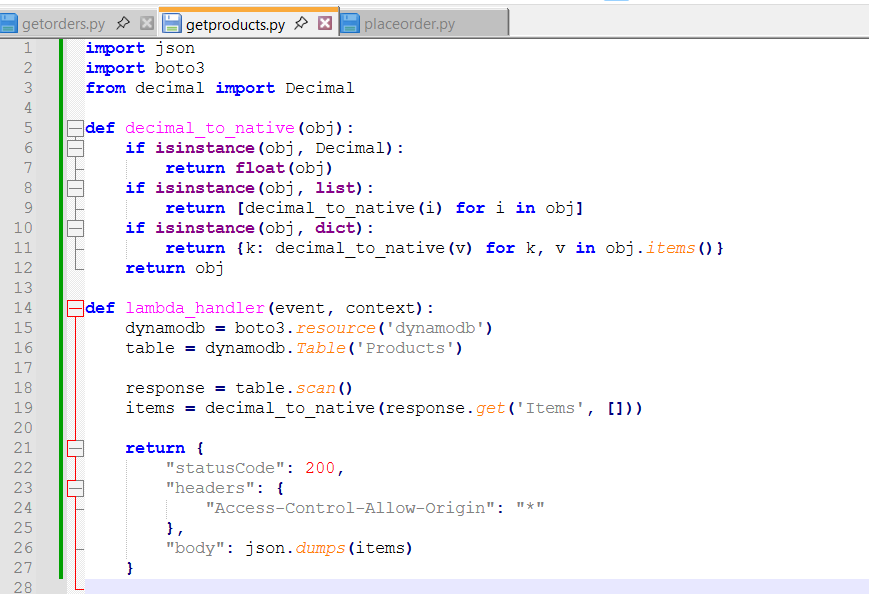 getorders.py getproducts.py placeorder.py
1 import json
2 import boto3
3 from decimal import Decimal
4
5 def decimal_to_native(obj):
6     if isinstance(obj, Decimal):
7         return float(obj)
8     if isinstance(obj, list):
9         return [decimal_to_native(i) for i in obj]
10     if isinstance(obj, dict):
11         return {k: decimal_to_native(v) for k, v in obj.items()}
12     return obj
13
14 def lambda_handler(event, context):
15     dynamodb = boto3.resource('dynamodb')
16     table = dynamodb.Table('Products')
17
18     response = table.scan()
19     items = decimal_to_native(response.get('Items', []))
20
21     return {
22         "statusCode": 200,
23         "headers": {
24             "Access-Control-Allow-Origin": "*"
25         },
26         "body": json.dumps(items)
27     }
28